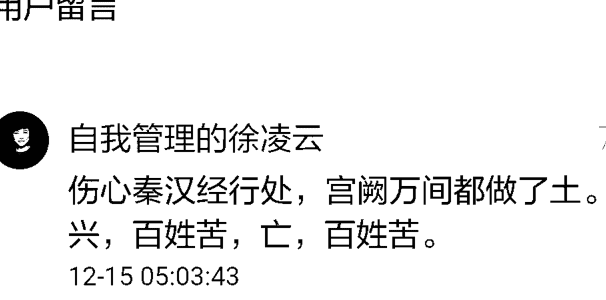 用户留言
自我管理的徐凌云
伤心秦汉经行处，宫阙万间都做了土。
兴，百姓苦，亡，百姓苦。
12-15 05:03:43